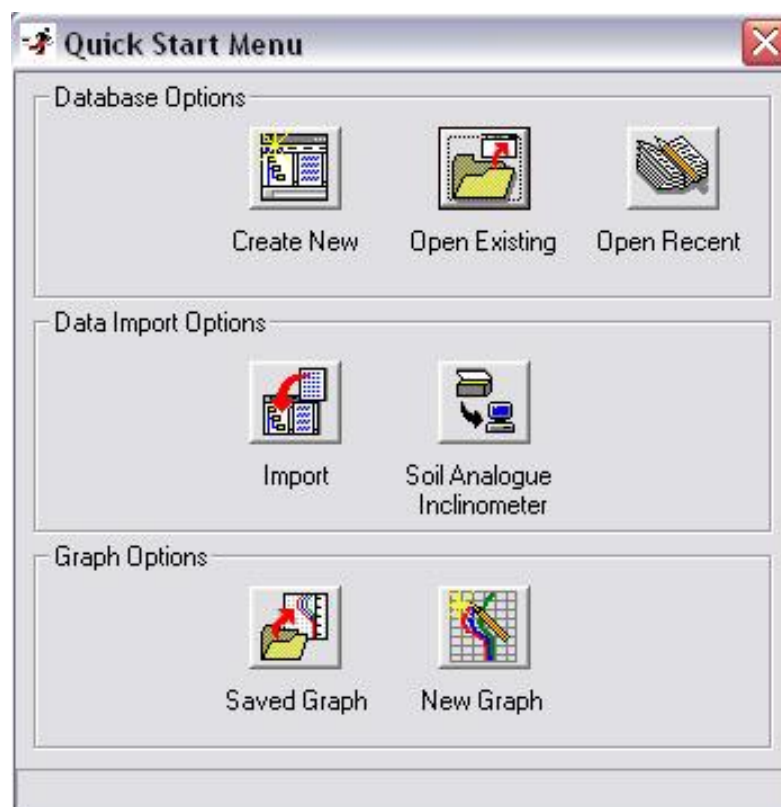 Quick Start Menu
Database Options
Create New
Open Existing
Open Recent
Data Import Options
Import
Soil Analogue
Inclinometer
Graph Options
Saved Graph
New Graph